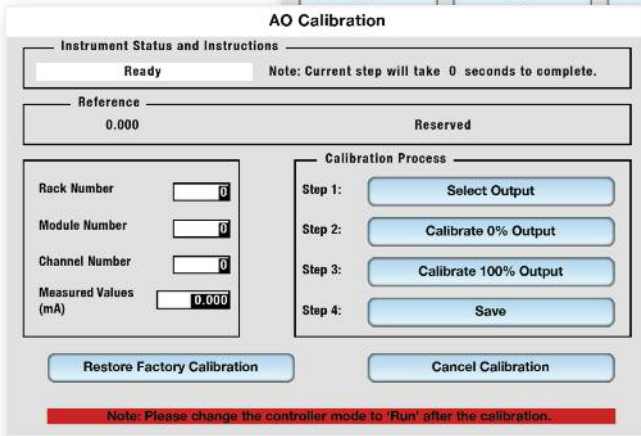 AO Calibration
Instrument Status and Instructions
Ready
Note: Current step will take 0 seconds to complete.
Reference
0.000
Reserved
Rack Number
0
Module Number
0
Channel Number
0
Measured Values
(mA)
0.000
Calibration Process
Step 1:
Select Output
Step 2:
Calibrate 0% Output
Step 3:
Calibrate 100% Output
Step 4:
Save
Restore Factory Calibration
Cancel Calibration
Note: Please change the controller mode to 'Run' after the calibration.